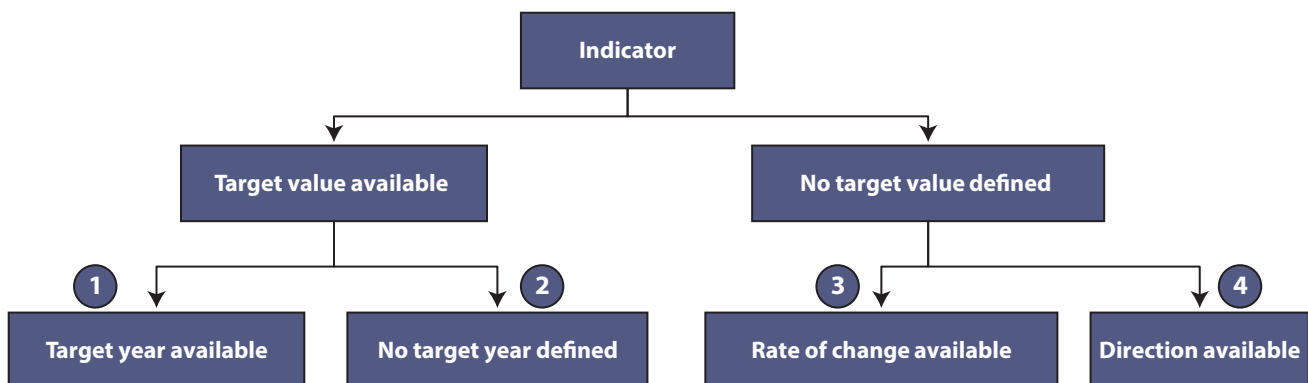 Indicator
Target value available
No target value defined
1
2
3
4
Target year available
No target year defined
Rate of change available
Direction available